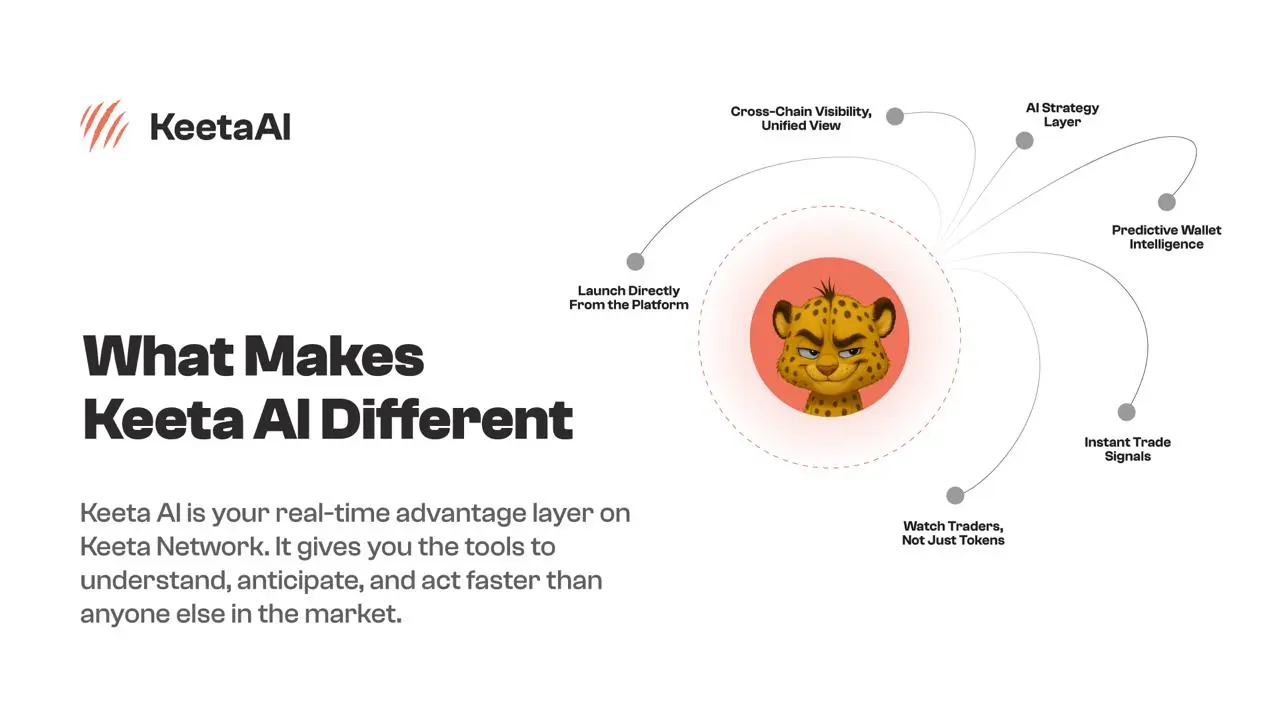 KeetaAI
What Makes
Keeta AI Different
Keeta AI is your real-time advantage layer on
Keeta Network. It gives you the tools to
understand, anticipate, and act faster than
anyone else in the market.
Cross-Chain Visibility,
Unified View
AI Strategy
Layer
Predictive Wallet
Intelligence
Launch Directly
From the Platform
Instant Trade
Signals
Watch Traders,
Not Just Tokens